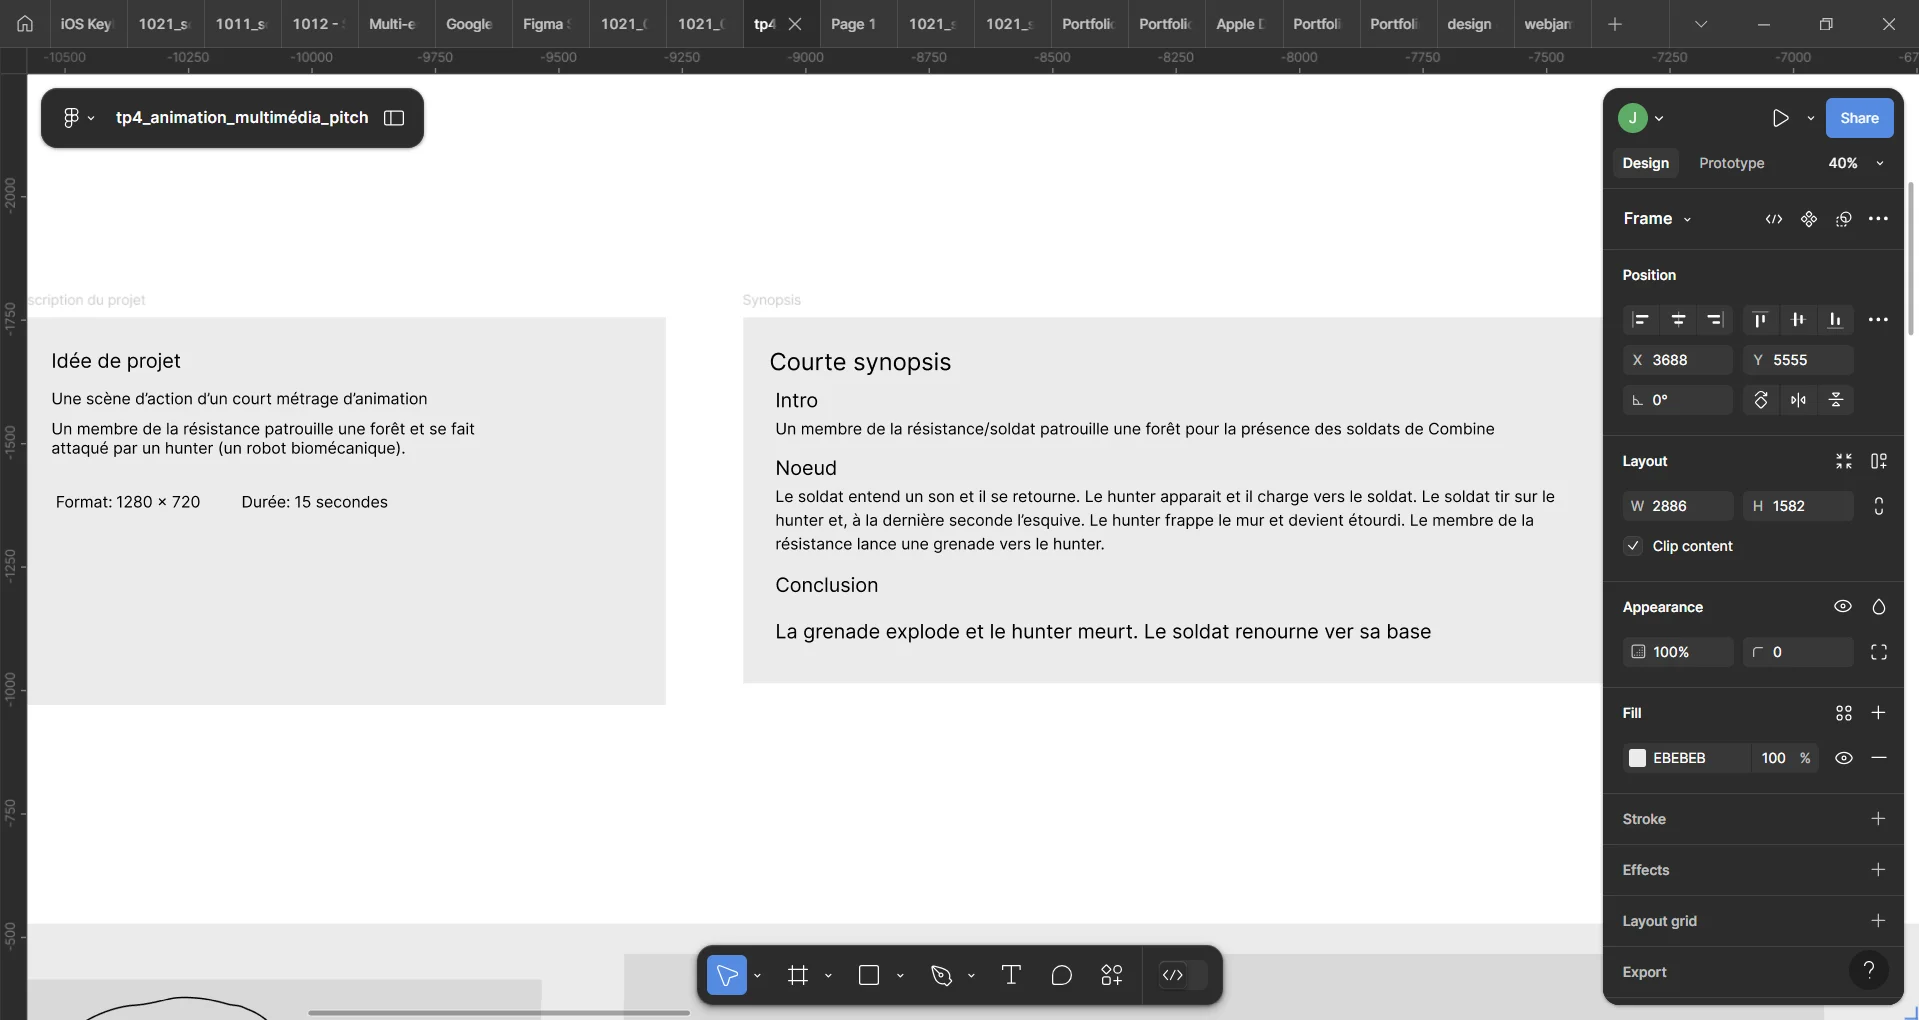 iOS Key
1021_s
1011_s
1012 -
Multi-e
Google
Figma
1021_
1021_
tp4
Page 1
1021_s
1021_s
Portfolio
Portfolio
Apple D
Portfoli
Portfoli
design
webjam
-10500
-10250
-10000
-9750
-9500
-9250
-9000
-8750
-8500
-8250
-8000
-7750
-7500
-7250
-7000
-67
-2000
-1750
-1500
-1250
-1000
-750
-500
tp4_animation_multimédia_pitch
scription du projet
Idée de projet
Une scène d’action d’un court métrage d’animation
Un membre de la résistance patrouille une forêt et se fait
attaqué par un hunter (un robot biomécanique).
Format: 1280 × 720
Durée: 15 secondes
Synopsis
Courte synopsis
Intro
Un membre de la résistance/soldat patrouille une forêt pour la présence des soldats de Combine
Noeud
Le soldat entend un son et il se retourne. Le hunter apparait et il charge vers le soldat. Le soldat tir sur le
hunter et, à la dernière seconde l’esquive. Le hunter frappe le mur et devient étourdi. Le membre de la
résistance lance une grenade vers le hunter.
Conclusion
La grenade explode et le hunter meurt. Le soldat renourne ver sa base
J
Share
Design
Prototype
40%
Frame
Position
X 3688
Y 5555
0°
Layout
W 2886
H 1582
Clip content
Appearance
100%
0
Fill
EBEBEB
100 %
Stroke
Effects
Layout grid
Export
?